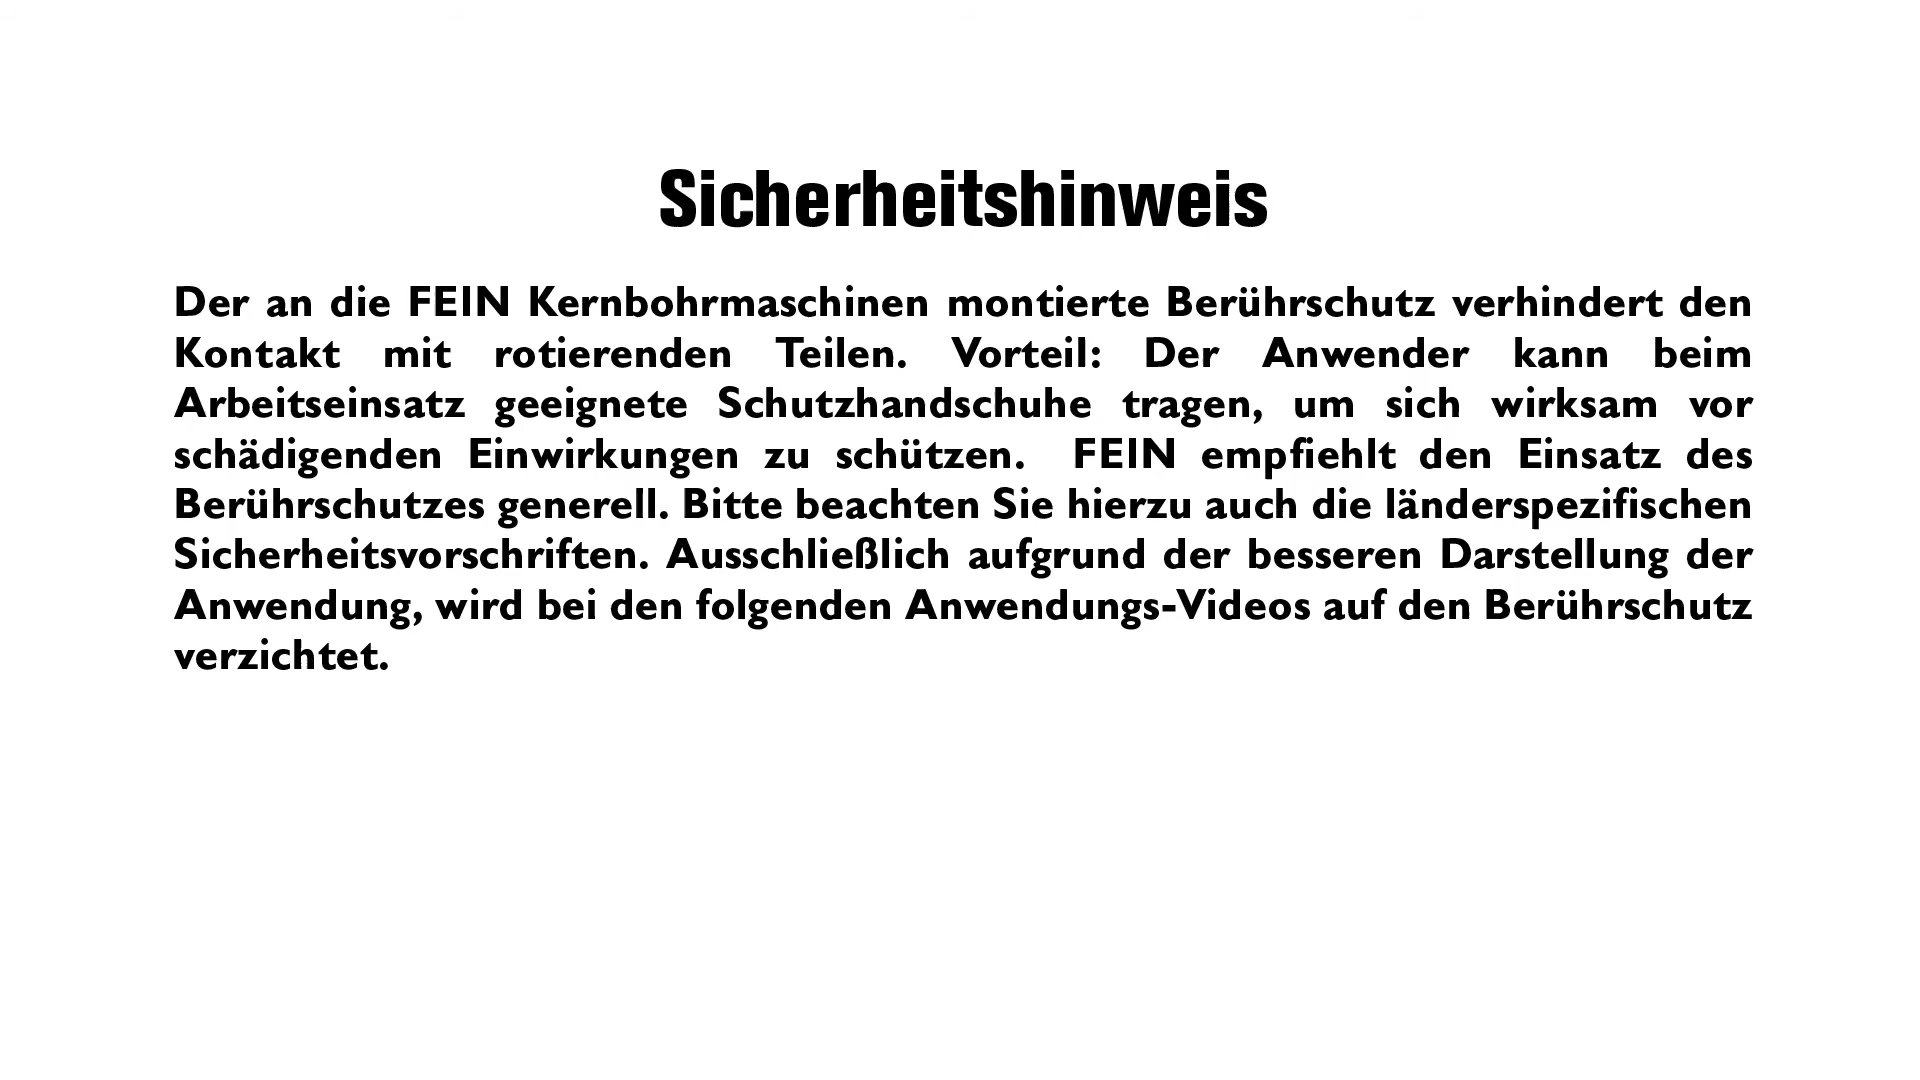 Sicherheitshinweis
Der an die FEIN Kernbohrmaschinen montierte Berührschutz verhindert den
Kontakt mit rotierenden Teilen. Vorteil: Der Anwender kann beim
Arbeitseinsatz geeignete Schutzhandschuhe tragen, um sich wirksam vor
schädigenden Einwirkungen zu schützen.  FEIN empfiehlt den Einsatz des
Berührschutzes generell. Bitte beachten Sie hierzu auch die länderspezifischen
Sicherheitsvorschriften. Ausschließlich aufgrund der besseren Darstellung der
Anwendung, wird bei den folgenden Anwendungs-Videos auf den Berührschutz
verzichtet.